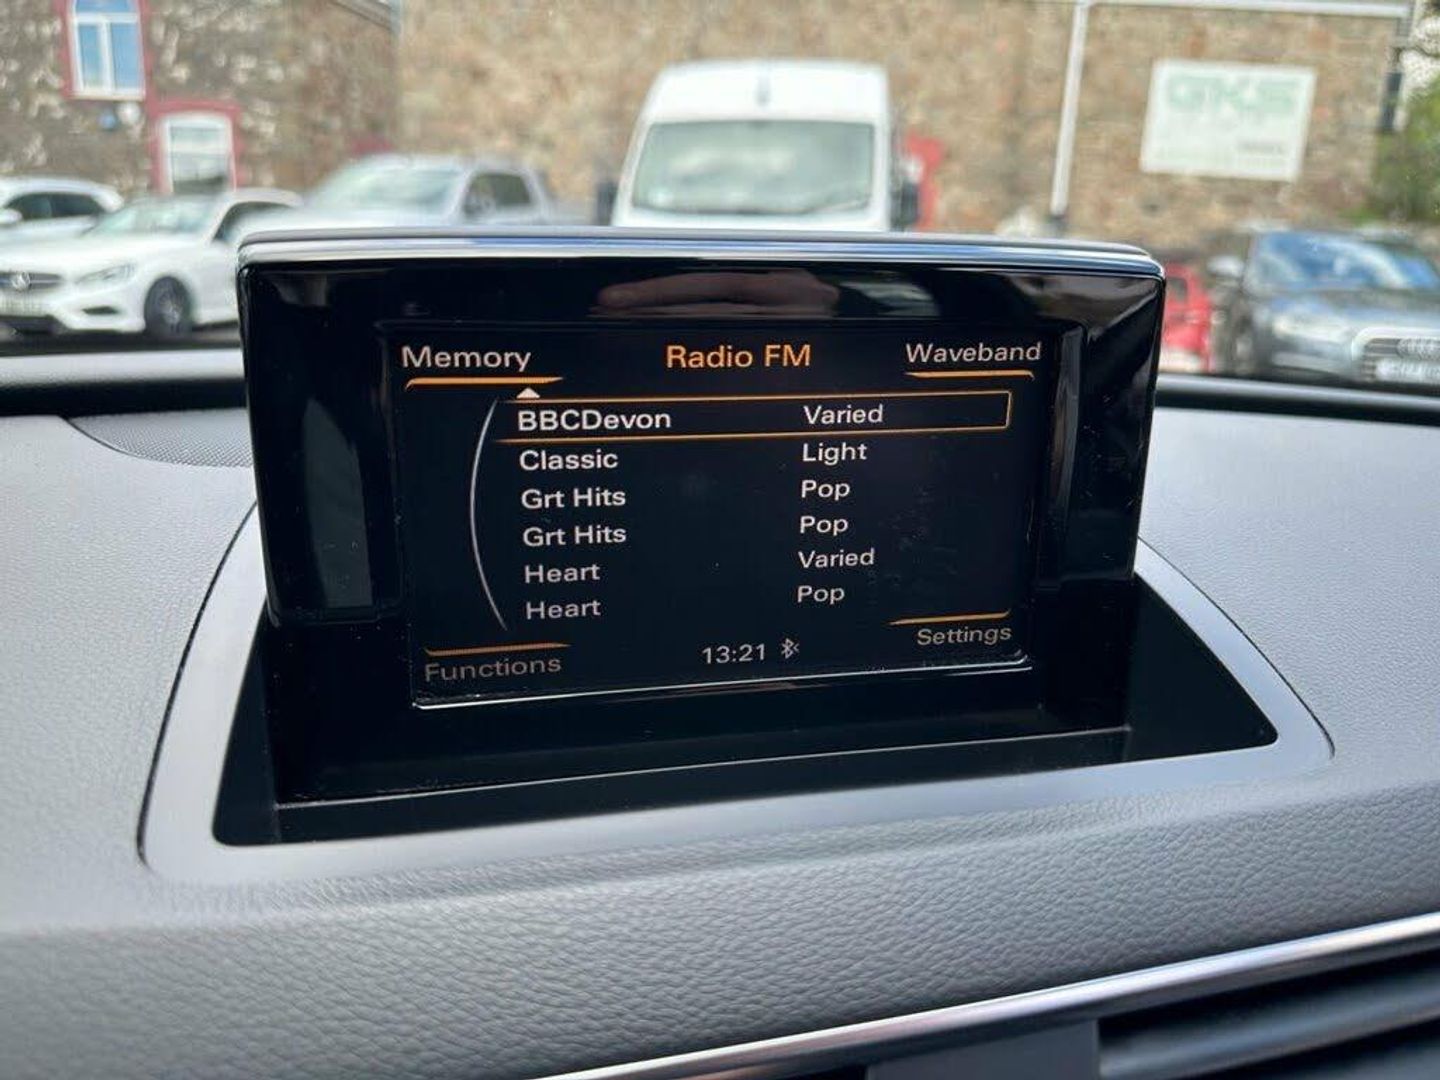 GKS
Memory Radio FM Waveband
BBCDevon Varied
Classic Light
Grt Hits Pop
Grt Hits Pop
Heart Varied
Heart Pop
Functions 13:21 Settings